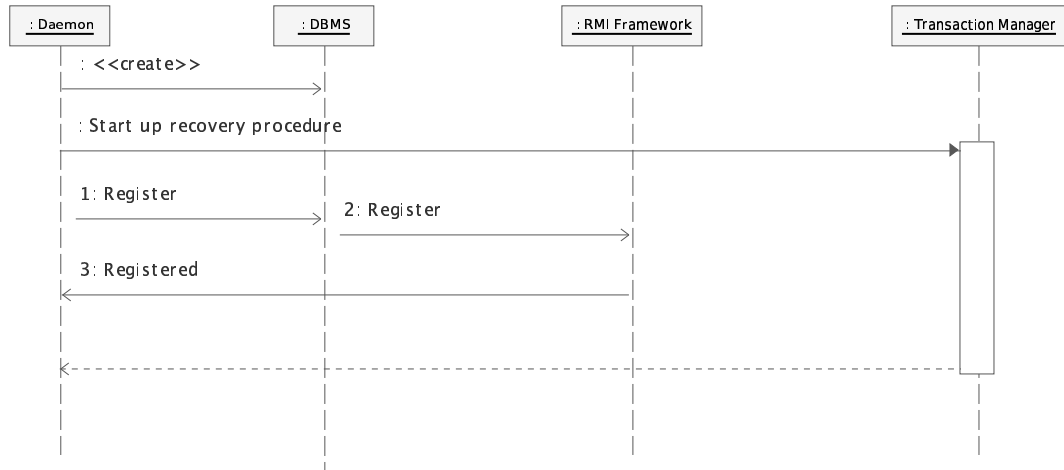 : Daemon
: DBMS
: RMI Framework
: Transaction Manager
: <<create>>
: Start up recovery procedure
1: Register
2: Register
3: Registered